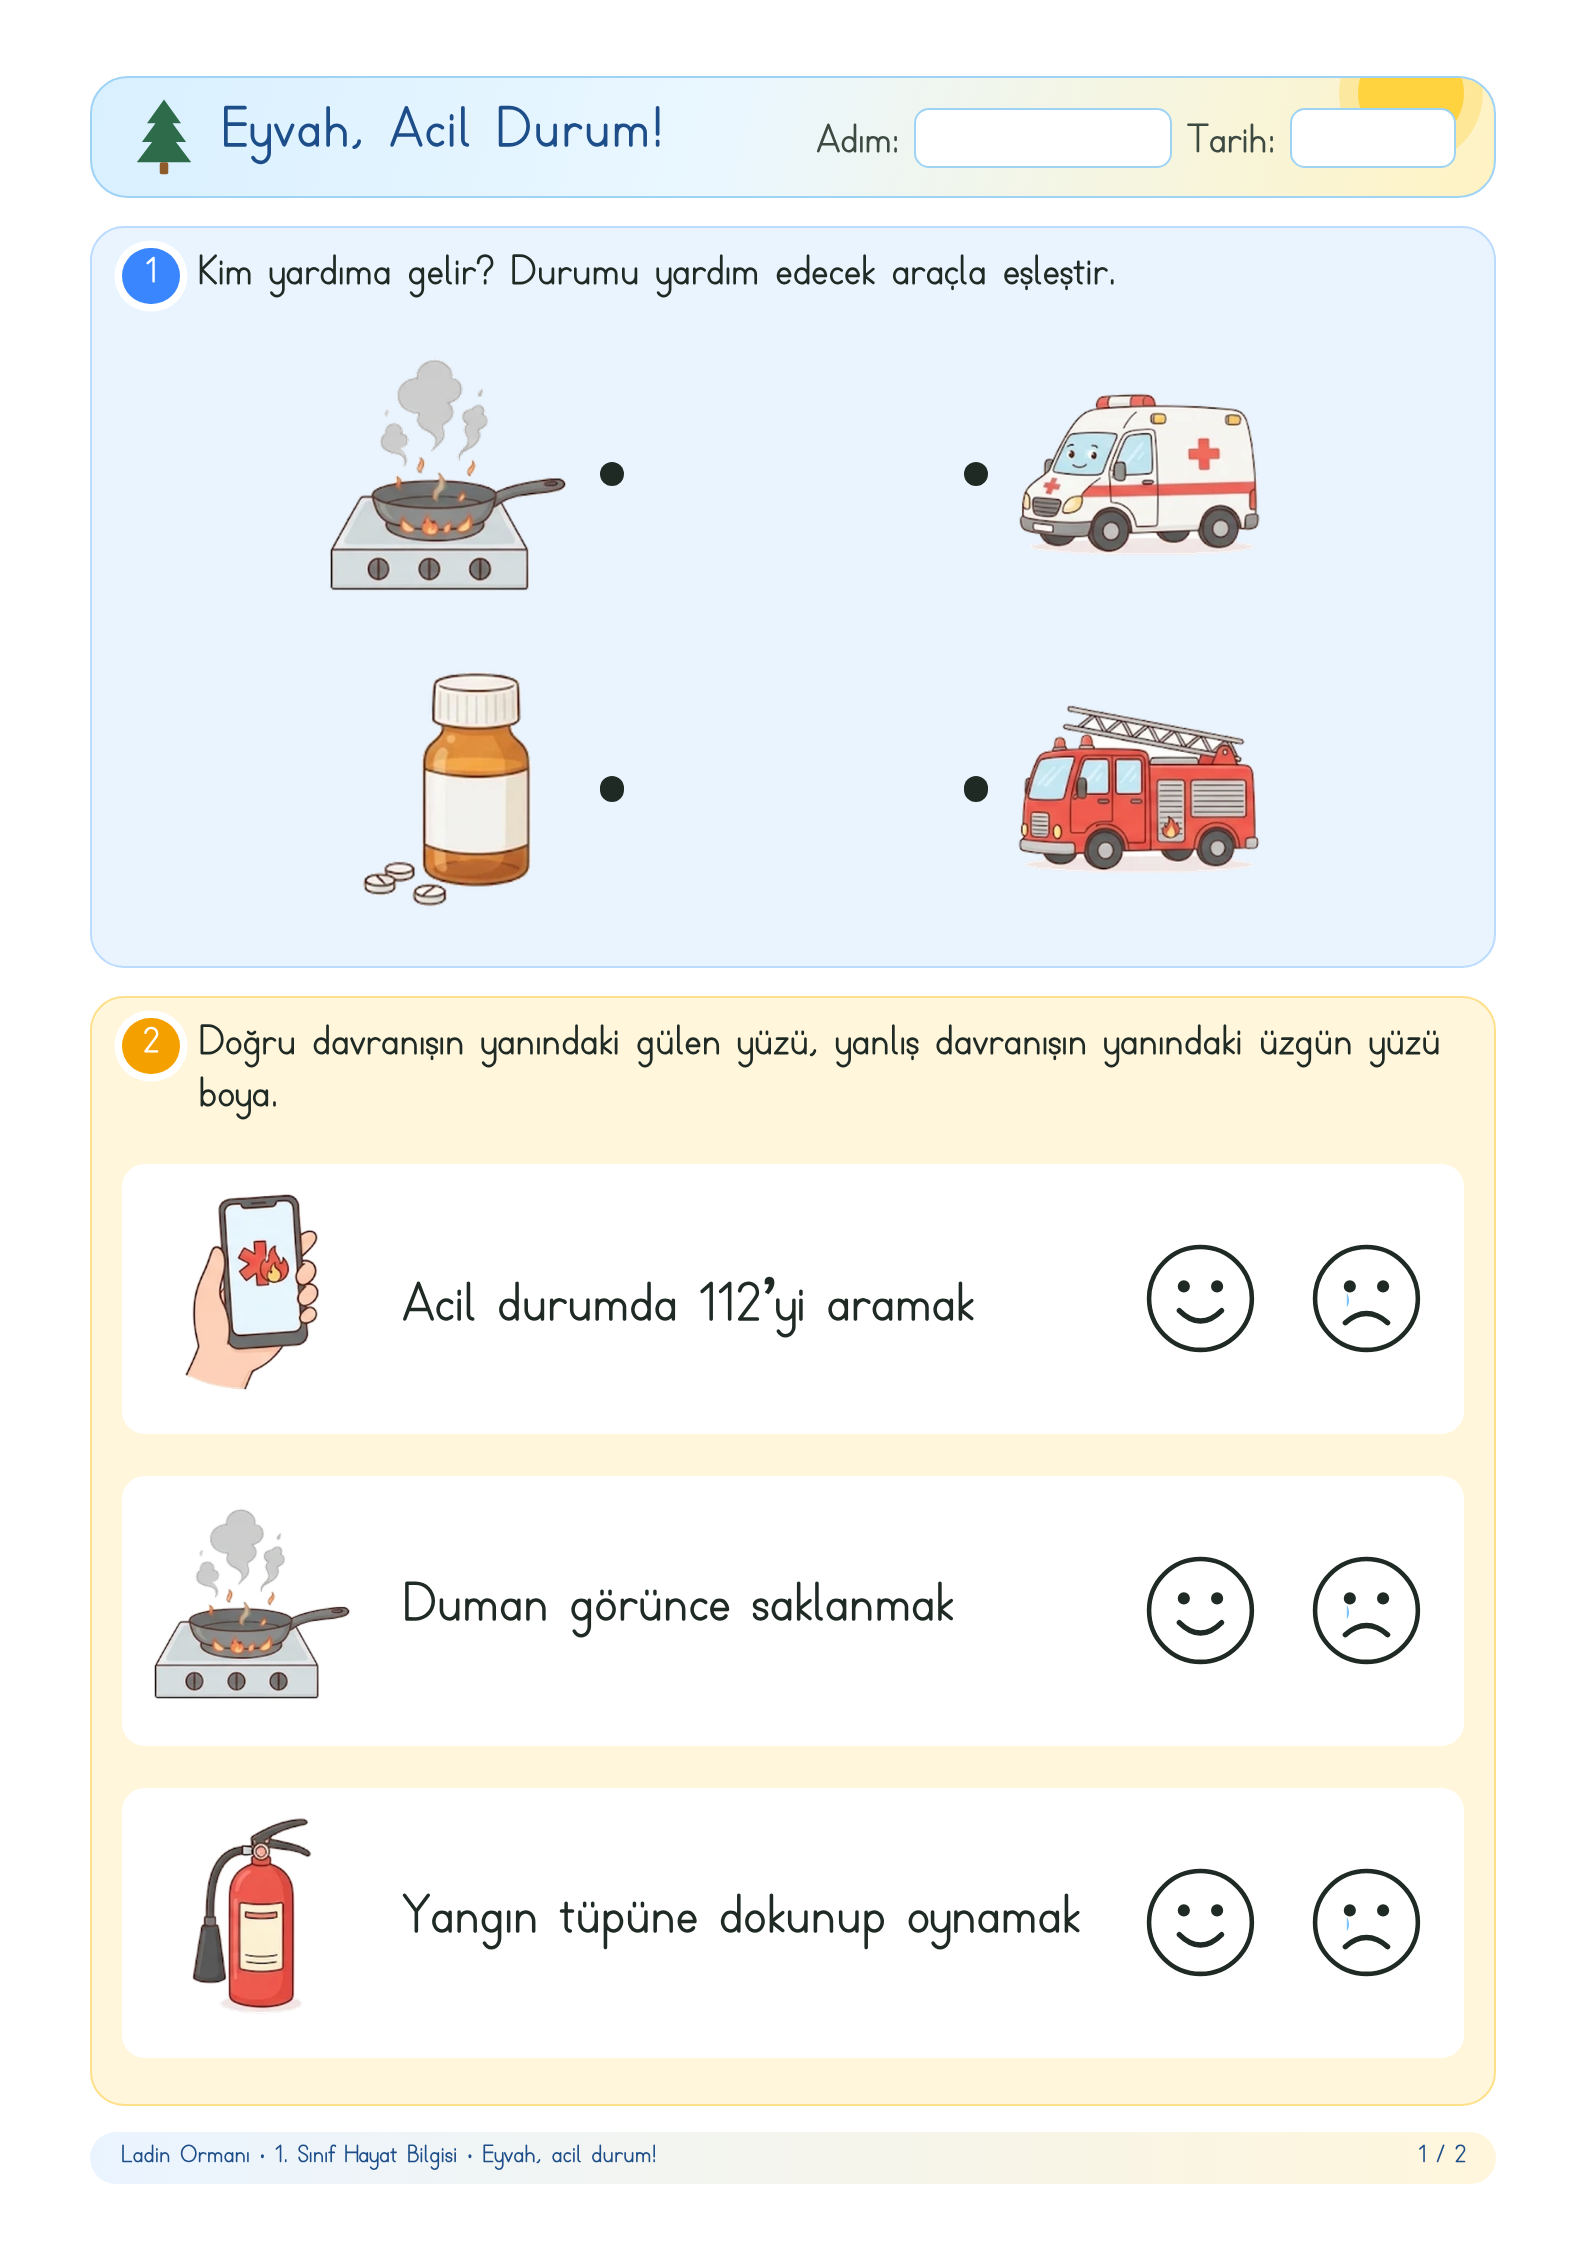 Eyvah, Acil Durum!
Adım:
Tarih:
1
Kim yardıma gelir? Durumu yardım edecek araçla eşleştir.
2
Doğru davranışın yanındaki gülen yüzü, yanlış davranışın yanındaki üzgün yüzü
boya.
Acil durumda 112’yi aramak
Duman görünce saklanmak
Yangın tüpüne dokunup oynamak
Ladin Ormanı • 1. Sınıf Hayat Bilgisi • Eyvah, acil durum!
1 / 2